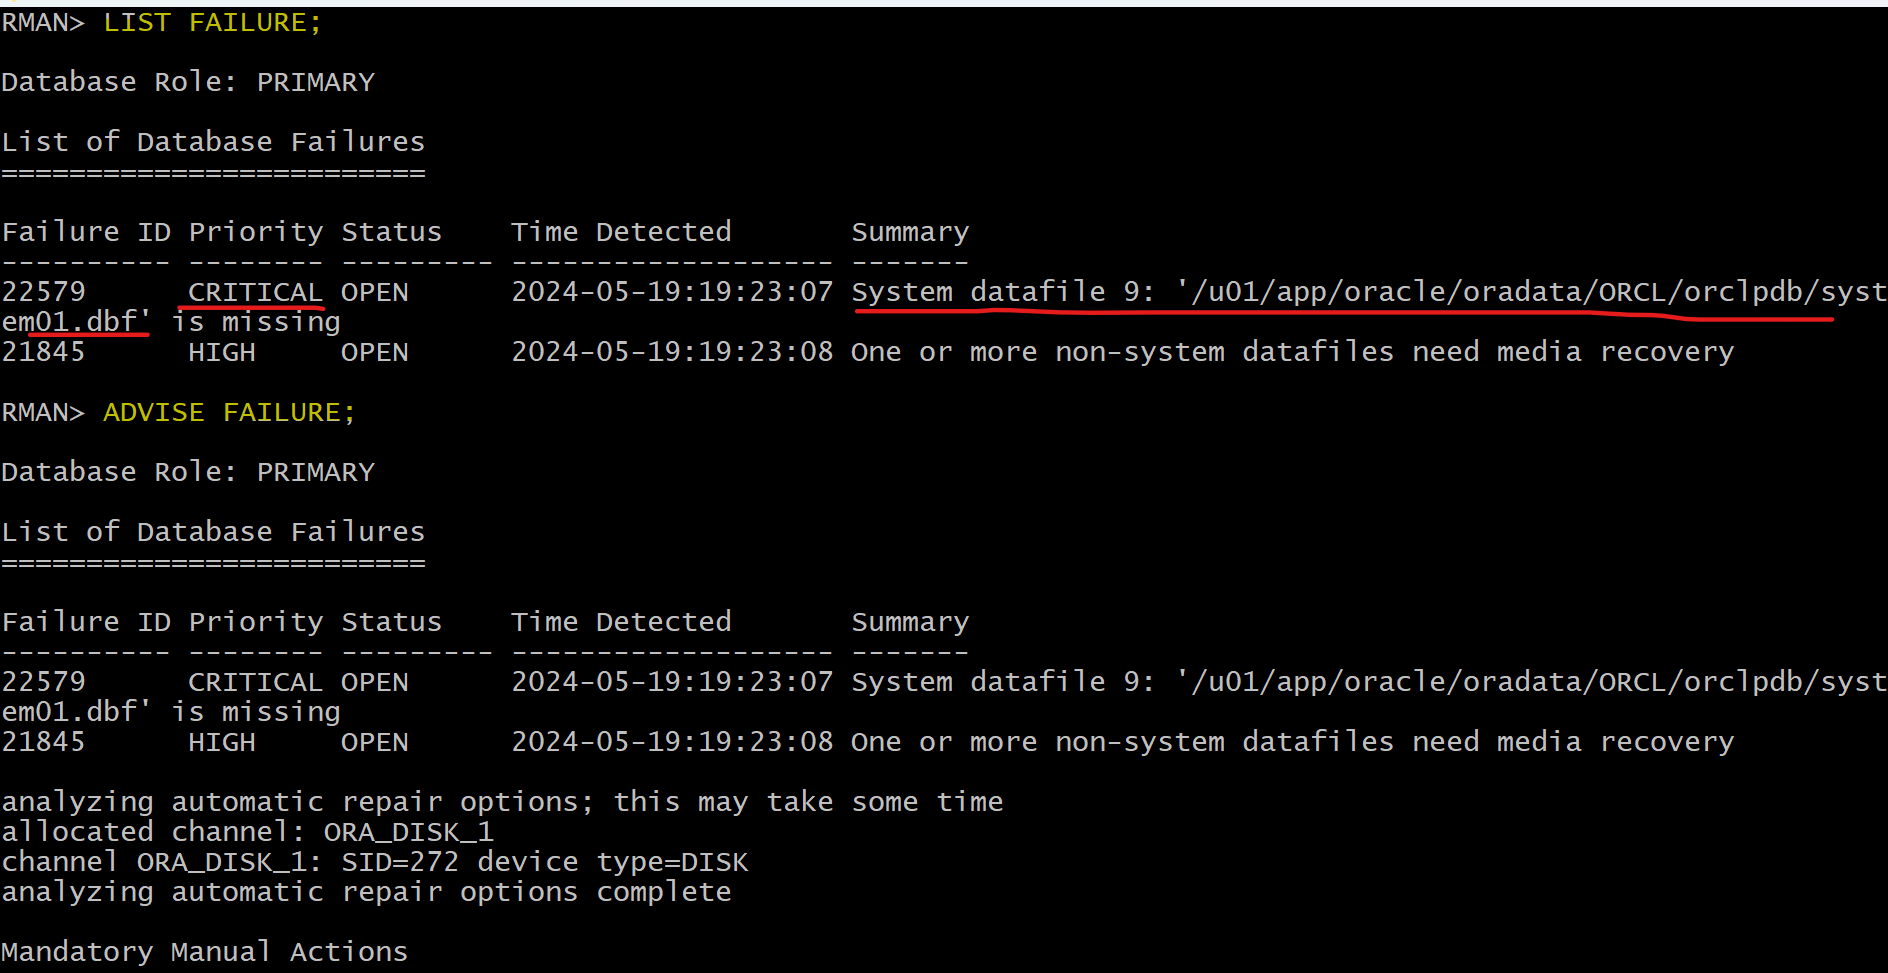 RMAN> LIST FAILURE;
Database Role: PRIMARY
List of Database Failures
=========================
Failure ID Priority Status    Time Detected       Summary
---------- -------- --------- ------------------- -------
22579      CRITICAL OPEN      2024-05-19:19:23:07 System datafile 9: '/u01/app/oracle/oradata/ORCL/orclpdb/syst
em01.dbf' is missing
21845      HIGH     OPEN      2024-05-19:19:23:08 One or more non-system datafiles need media recovery
RMAN> ADVISE FAILURE;
Database Role: PRIMARY
List of Database Failures
=========================
Failure ID Priority Status    Time Detected       Summary
---------- -------- --------- ------------------- -------
22579      CRITICAL OPEN      2024-05-19:19:23:07 System datafile 9: '/u01/app/oracle/oradata/ORCL/orclpdb/syst
em01.dbf' is missing
21845      HIGH     OPEN      2024-05-19:19:23:08 One or more non-system datafiles need media recovery
analyzing automatic repair options; this may take some time
allocated channel: ORA_DISK_1
channel ORA_DISK_1: SID=272 device type=DISK
analyzing automatic repair options complete
Mandatory Manual Actions